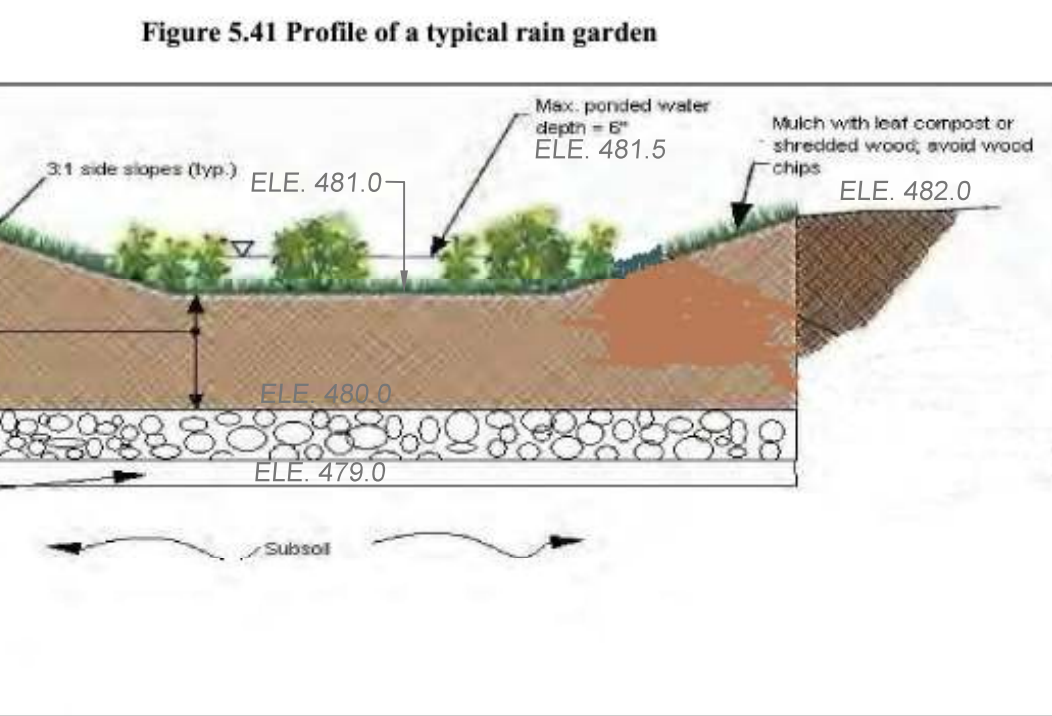 Figure 5.41 Profile of a typical rain garden
Max. ponded water
depth = 6"
ELE. 481.5
Mulch with leaf compost or
shredded wood; avoid wood
chips
ELE. 482.0
3:1 side slopes (typ.)
ELE. 481.0
ELE. 480.0
ELE. 479.0
Subsoil